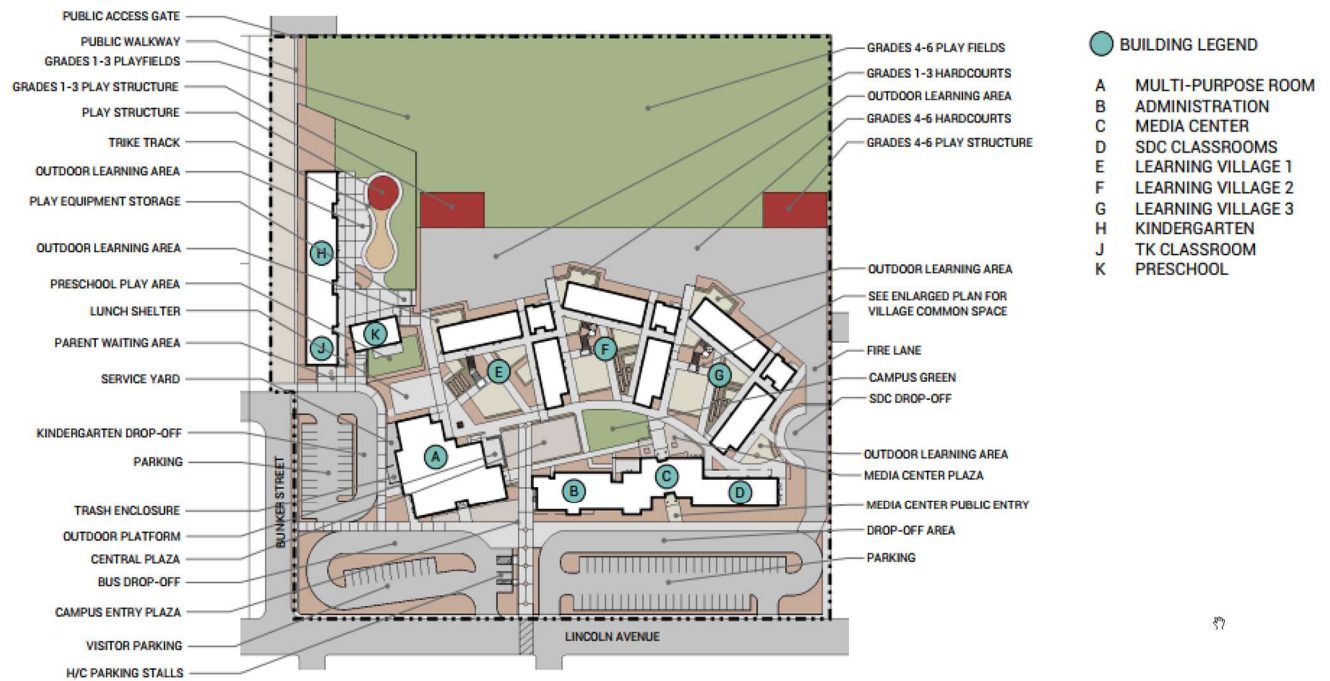 PUBLIC ACCESS GATE
PUBLIC WALKWAY
GRADES 1-3 PLAYFIELDS
GRADES 1-3 PLAY STRUCTURE
PLAY STRUCTURE
TRIKE TRACK
OUTDOOR LEARNING AREA
PLAY EQUIPMENT STORAGE
OUTDOOR LEARNING AREA
PRESCHOOL PLAY AREA
LUNCH SHELTER
PARENT WAITING AREA
SERVICE YARD
KINDERGARTEN DROP-OFF
PARKING
TRASH ENCLOSURE
OUTDOOR PLATFORM
CENTRAL PLAZA
BUS DROP-OFF
CAMPUS ENTRY PLAZA
VISITOR PARKING
H/C PARKING STALLS
BUNKER STREET
LINCOLN AVENUE
H
J
K
E
F
G
A
B
C
D
GRADES 4-6 PLAY FIELDS
GRADES 1-3 HARDCOURTS
OUTDOOR LEARNING AREA
GRADES 4-6 HARDCOURTS
GRADES 4-6 PLAY STRUCTURE
OUTDOOR LEARNING AREA
SEE ENLARGED PLAN FOR
VILLAGE COMMON SPACE
FIRE LANE
CAMPUS GREEN
SDC DROP-OFF
OUTDOOR LEARNING AREA
MEDIA CENTER PLAZA
MEDIA CENTER PUBLIC ENTRY
DROP-OFF AREA
PARKING
BUILDING LEGEND
A MULTI-PURPOSE ROOM
B ADMINISTRATION
C MEDIA CENTER
D SDC CLASSROOMS
E LEARNING VILLAGE 1
F LEARNING VILLAGE 2
G LEARNING VILLAGE 3
H KINDERGARTEN
J TK CLASSROOM
K PRESCHOOL